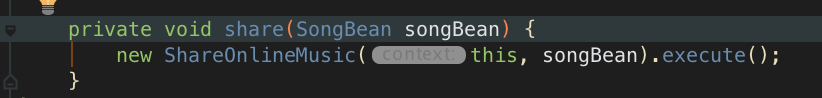 private void share(SongBean songBean) {
new ShareOnlineMusic( context: this, songBean).execute();
}